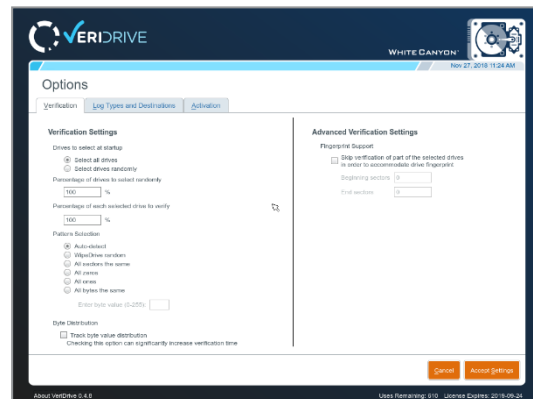 VERIDRIVE
WHITE CANYON
Nov 27, 2018 11:24 AM
Options
Verification
Log Types and Destinations
Activation
Verification Settings
Drives to select at startup
Select all drives
Select drives randomly
Percentage of drives to select randomly
100 %
Percentage of each selected drive to verify
100 %
Pattern Selection
Auto-detect
WipeDrive random
All sectors the same
All zeros
All ones
All bytes the same
Enter byte value (0-255):
Byte Distribution
Track byte value distribution
Checking this option can significantly increase verification time
Advanced Verification Settings
Fingerprint Support
Skip verification of part of the selected drives
in order to accommodate drive fingerprint
Beginning sectors 0
End sectors 0
Cancel
Accept Settings
About VeriDrive 0.4.8
Uses Remaining: 610 License Expires: 2019-09-24